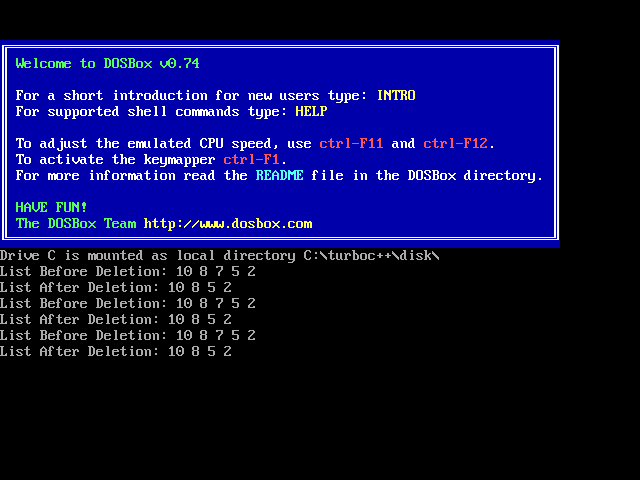 Welcome to DOSBox v0.74
For a short introduction for new users type: INTRO
For supported shell commands type: HELP
To adjust the emulated CPU speed, use ctrl-F11 and ctrl-F12.
To activate the keymapper ctrl-F1.
For more information read the README file in the DOSBox directory.
HAVE FUN!
The DOSBox Team http://www.dosbox.com
Drive C is mounted as local directory C:\turboc++\disk\
List Before Deletion: 10 8 7 5 2
List After Deletion: 10 8 5 2
List Before Deletion: 10 8 7 5 2
List After Deletion: 10 8 5 2
List Before Deletion: 10 8 7 5 2
List After Deletion: 10 8 5 2